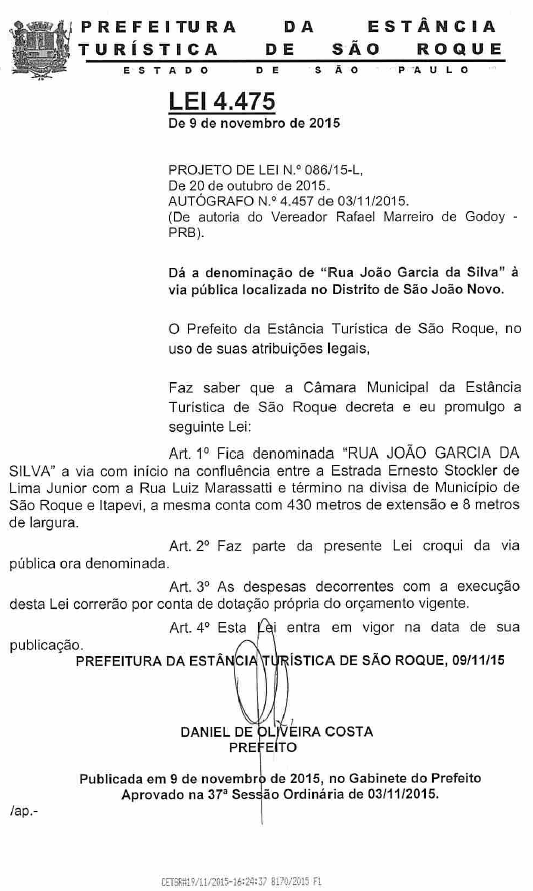 PREFEITURA DA ESTÂNCIA
TURÍSTICA DE SÃO ROQUE
ESTADO DE SÃO PAULO
LEI 4.475
De 9 de novembro de 2015
PROJETO DE LEI N.º 086/15-L,
De 20 de outubro de 2015.
AUTÓGRAFO N.º 4.457 de 03/11/2015.
(De autoria do Vereador Rafael Marreiro de Godoy -
PRB).
Dá a denominação de “Rua João Garcia da Silva” à
via pública localizada no Distrito de São João Novo.
O Prefeito da Estância Turística de São Roque, no
uso de suas atribuições legais,
Faz saber que a Câmara Municipal da Estância
Turística de São Roque decreta e eu promulgo a
seguinte Lei:
Art. 1º Fica denominada “RUA JOÃO GARCIA DA
SILVA” a via com início na confluência entre a Estrada Ernesto Stockler de
Lima Junior com a Rua Luiz Marassatti e término na divisa de Município de
São Roque e Itapevi, a mesma conta com 430 metros de extensão e 8 metros
de largura.
Art. 2º Faz parte da presente Lei croqui da via
pública ora denominada.
Art. 3º As despesas decorrentes com a execução
desta Lei correrão por conta de dotação própria do orçamento vigente.
Art. 4º Esta Lei entra em vigor na data de sua
publicação.
PREFEITURA DA ESTÂNCIA TURÍSTICA DE SÃO ROQUE, 09/11/15
DANIEL DE OLIVEIRA COSTA
PREFEITO
Publicada em 9 de novembro de 2015, no Gabinete do Prefeito
Aprovado na 37ª Sessão Ordinária de 03/11/2015.
/ap.-
CETSR#19/11/2015-16:24:37 8170/2015 F1